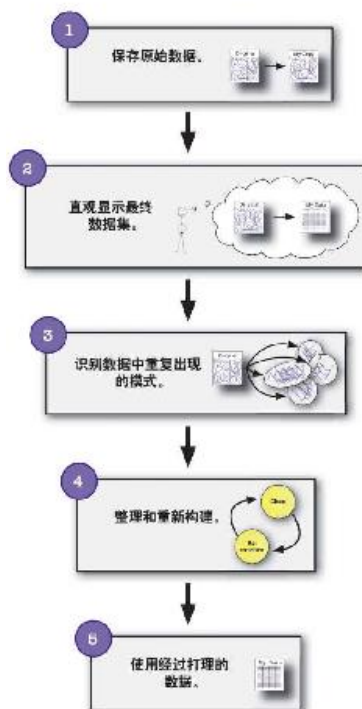 1
保存原始数据。
2
直观显示最终
数据集。
3
识别数据中重复出现
的模式。
4
整理和重新构建。
Clean
5
使用经过打理的
数据。